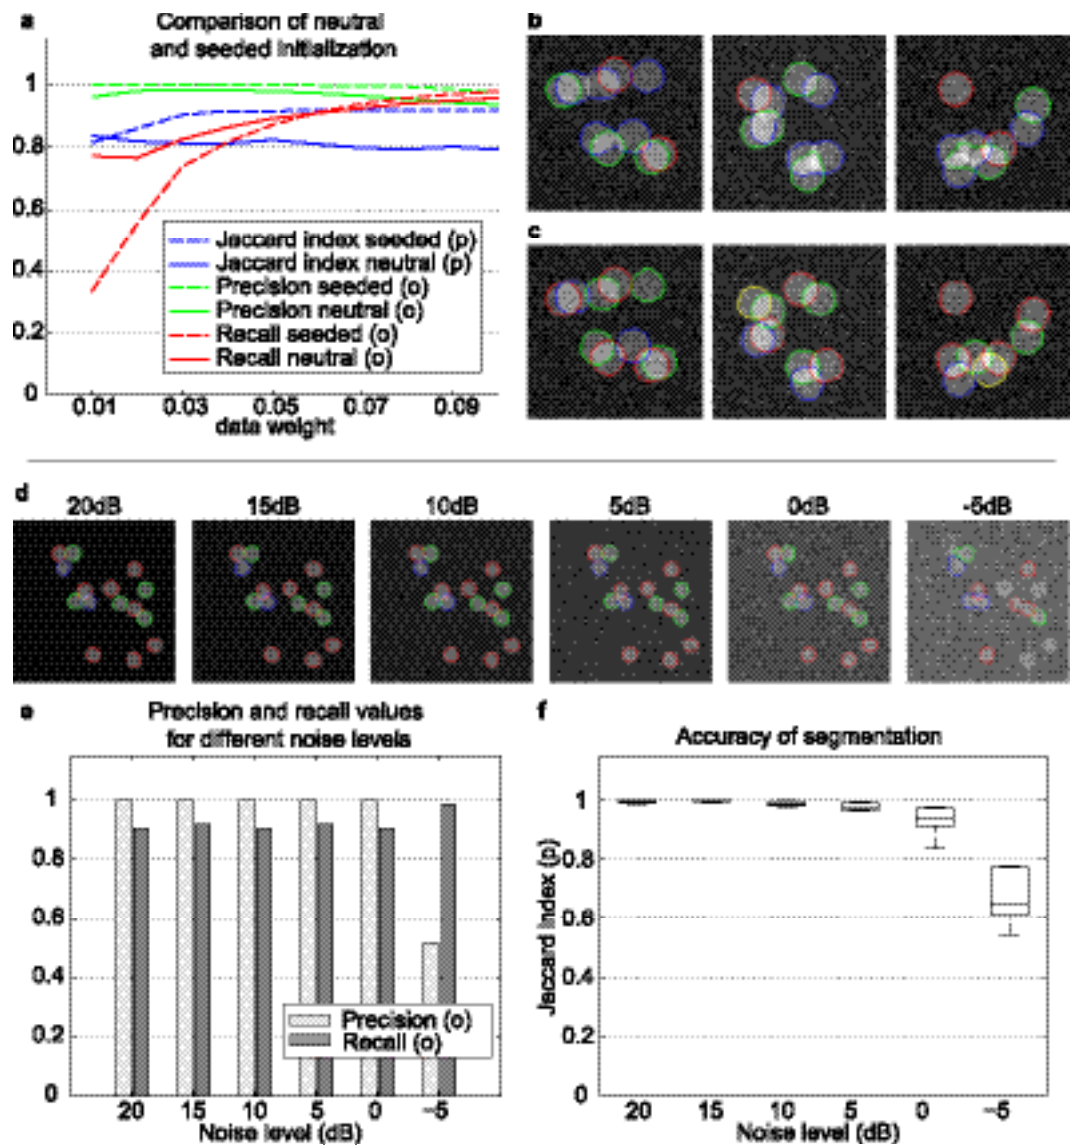 a
Comparison of neutral
and seeded initialization
1
0.8
0.6
0.4
0.2
0
0.01 0.03 0.05 0.07 0.09
data weight
Jaccard index seeded (p)
Jaccard index neutral (p)
Precision seeded (o)
Precision neutral (o)
Recall seeded (o)
Recall neutral (o)
b
c
d
20dB 15dB 10dB 5dB 0dB -5dB
e
Precision and recall values
for different noise levels
1
0.8
0.6
0.4
0.2
0
Precision (o)
Recall (o)
20 15 10 5 0 -5
Noise level (dB)
f
Accuracy of segmentation
Jaccard index (p)
1
0.8
0.6
0.4
0.2
0
20 15 10 5 0 -5
Noise level (dB)